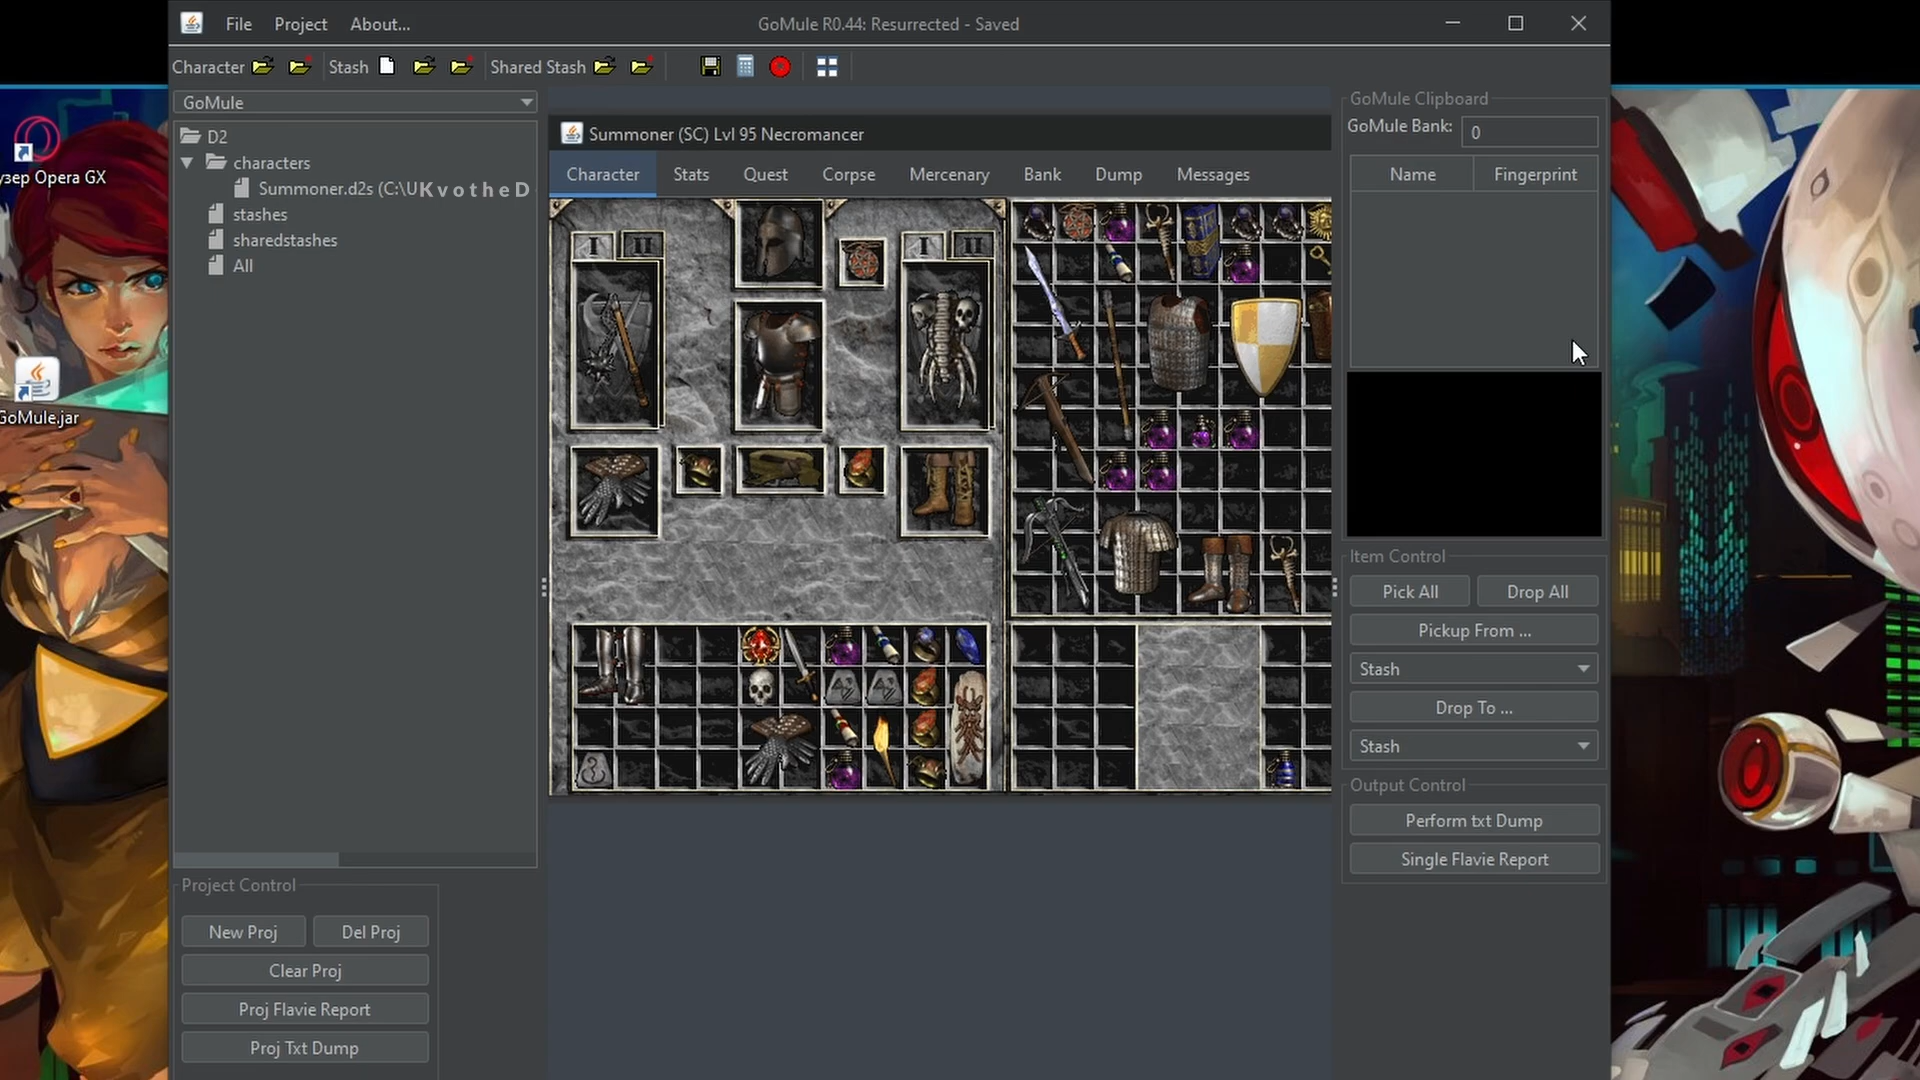 File Project About...
GoMule R0.44: Resurrected - Saved
Character Stash Shared Stash
GoMule
D2
characters
Summoner.d2s (C:\U KvotheD
stashes
sharedstashes
All
Project Control
New Proj Del Proj
Clear Proj
Proj Flavie Report
Proj Txt Dump
Summoner (SC) Lvl 95 Necromancer
Character Stats Quest Corpse Mercenary Bank Dump Messages
I II I II
GoMule Clipboard
GoMule Bank: 0
Name Fingerprint
Item Control
Pick All Drop All
Pickup From ...
Stash
Drop To ...
Stash
Output Control
Perform txt Dump
Single Flavie Report
узер Opera GX
GoMule.jar